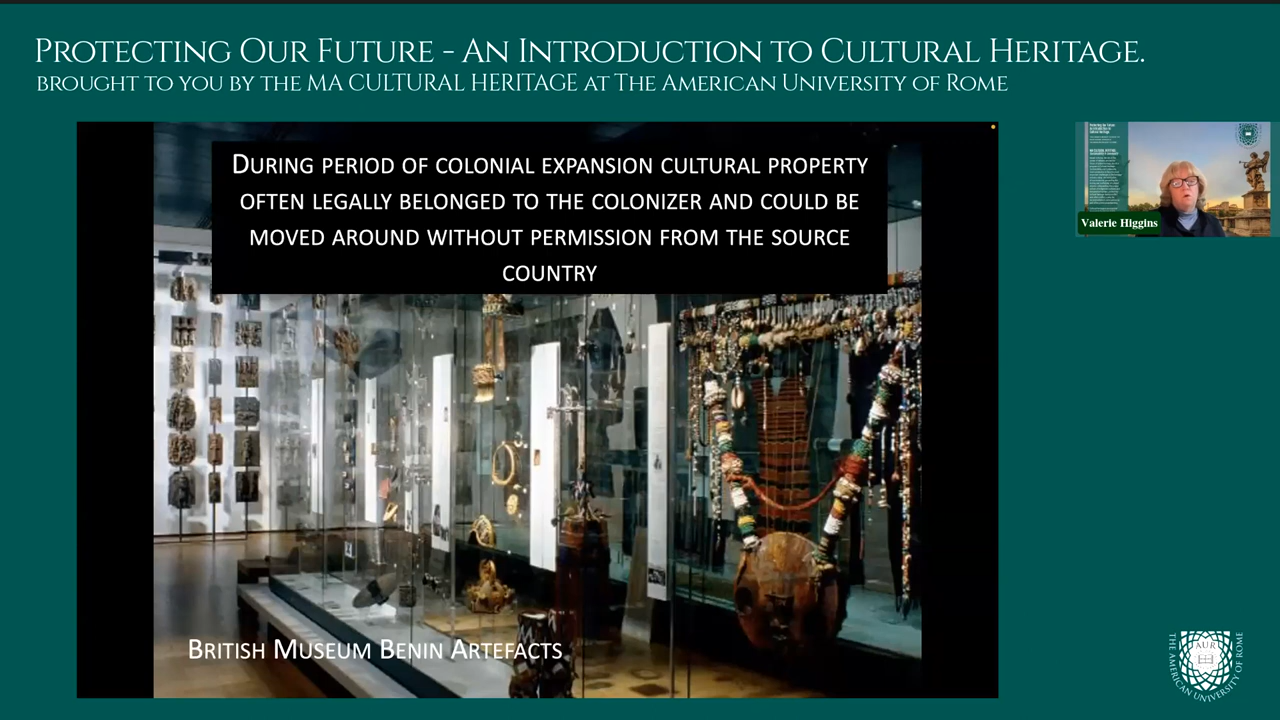 PROTECTING OUR FUTURE - AN INTRODUCTION TO CULTURAL HERITAGE.
BROUGHT TO YOU BY THE MA CULTURAL HERITAGE AT THE AMERICAN UNIVERSITY OF ROME
DURING PERIOD OF COLONIAL EXPANSION CULTURAL PROPERTY
OFTEN LEGALLY BELONGED TO THE COLONIZER AND COULD BE
MOVED AROUND WITHOUT PERMISSION FROM THE SOURCE
COUNTRY
BRITISH MUSEUM BENIN ARTEFACTS
Valerie Higgins
AUR
THE AMERICAN UNIVERSITY OF ROME